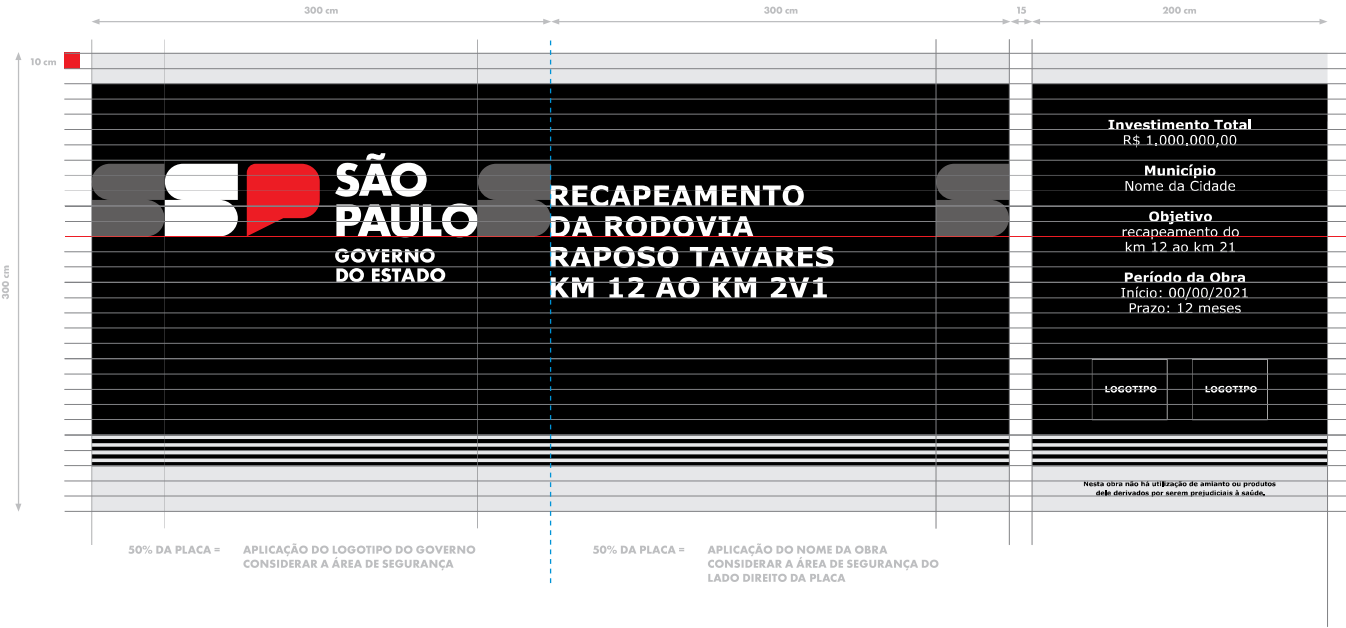 300 cm
300 cm
15
200 cm
10 cm
300 cm
SÃO
PAULO
GOVERNO
DO ESTADO
RECAPEAMENTO
DA RODOVIA
RAPOSO TAVARES
KM 12 AO KM 2V1
Investimento Total
R$ 1.000.000,00
Município
Nome da Cidade
Objetivo
recapeamento do
km 12 ao km 21
Período da Obra
Início: 00/00/2021
Prazo: 12 meses
LOGOTIPO
LOGOTIPO
Nesta obra não há utilização de amianto ou produtos
dele derivados por serem prejudiciais à saúde.
50% DA PLACA =
APLICAÇÃO DO LOGOTIPO DO GOVERNO
CONSIDERAR A ÁREA DE SEGURANÇA
50% DA PLACA =
APLICAÇÃO DO NOME DA OBRA
CONSIDERAR A ÁREA DE SEGURANÇA DO
LADO DIREITO DA PLACA